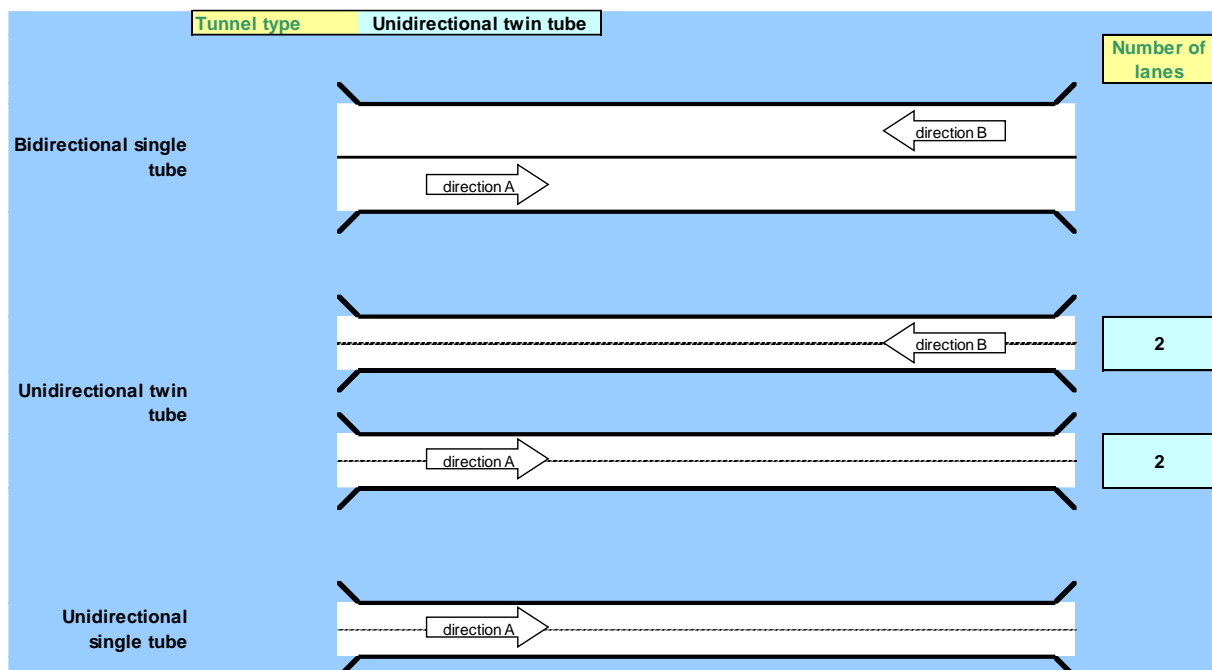 Tunnel type Unidirectional twin tube
Number of
lanes
Bidirectional single
tube
direction B
direction A
Unidirectional twin
tube
direction B
2
direction A
2
Unidirectional
single tube
direction A